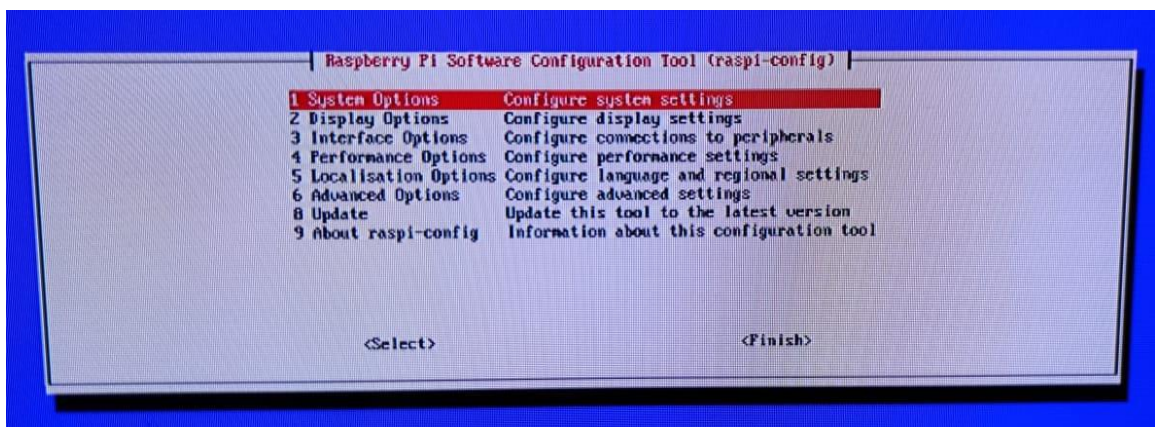 Raspberry Pi Software Configuration Tool (raspi-config)
1 System Options Configure system settings
2 Display Options Configure display settings
3 Interface Options Configure connections to peripherals
4 Performance Options Configure performance settings
5 Localisation Options Configure language and regional settings
6 Advanced Options Configure advanced settings
8 Update Update this tool to the latest version
9 About raspi-config Information about this configuration tool
<Select> <Finish>